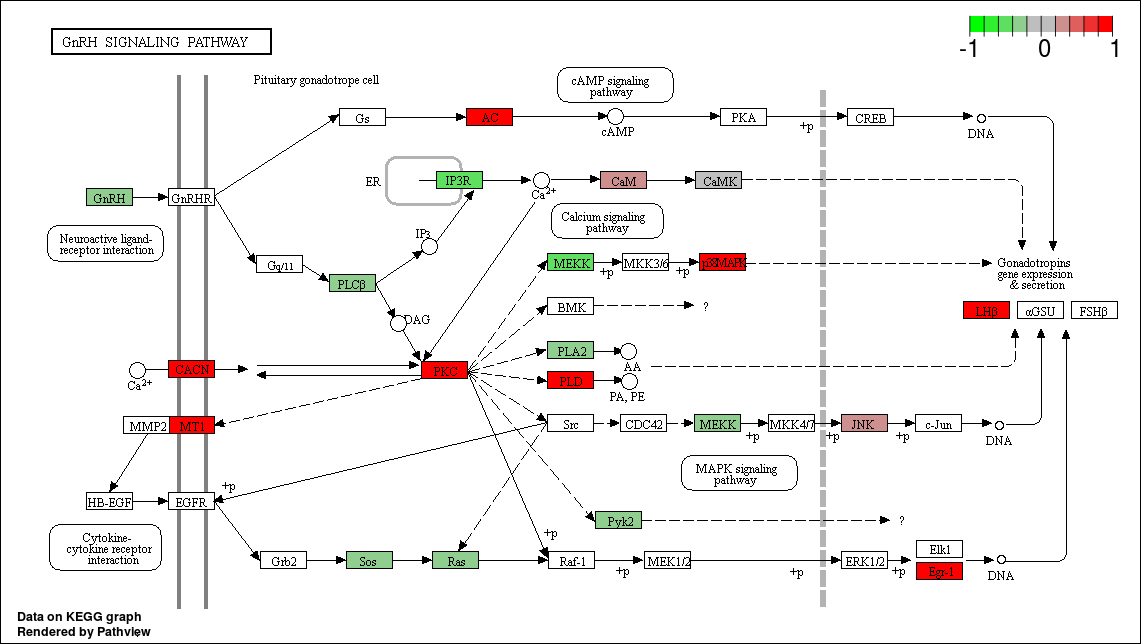 GnRH SIGNALING PATHWAY
-1 0 1
Pituitary gonadotrope cell
cAMP signaling
pathway
Gs
AC
cAMP
PKA
+p
CREB
DNA
ER
IP3R
Ca2+
CaM
CaMK
GnRH
GnRHR
Neuroactive ligand-
receptor interaction
Calcium signaling
pathway
IP3
Gq/11
PLCβ
MEKK
+p
MKK3/6
+p
p38MAPK
Gonadotropins
gene expression
& secretion
DAG
BMK
?
LHβ
αGSU
FSHβ
PLA2
AA
Ca2+
CACN
PKC
PLD
PA, PE
MMP2
MT1
Src
CDC42
MEKK
+p
MKK4/7
+p
JNK
+p
c-Jun
DNA
MAPK signaling
pathway
HB-EGF
+p
EGFR
Pyk2
?
Cytokine-
cytokine receptor
interaction
+p
Grb2
Sos
Ras
Raf-1
+p
MEK1/2
+p
ERK1/2
+p
Elk1
Egr-1
DNA
Data on KEGG graph
Rendered by Pathview